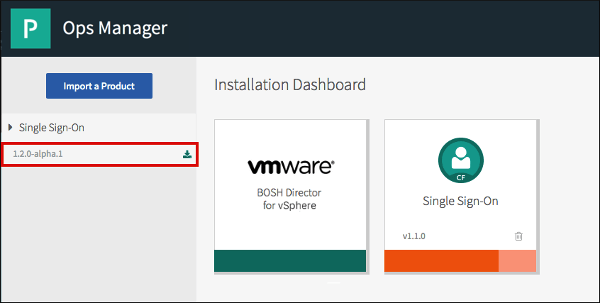 P
Ops Manager
Import a Product
Single Sign-On
1.2.0-alpha.1
Installation Dashboard
vmware®
BOSH Director
for vSphere
CF
Single Sign-On
v1.1.0